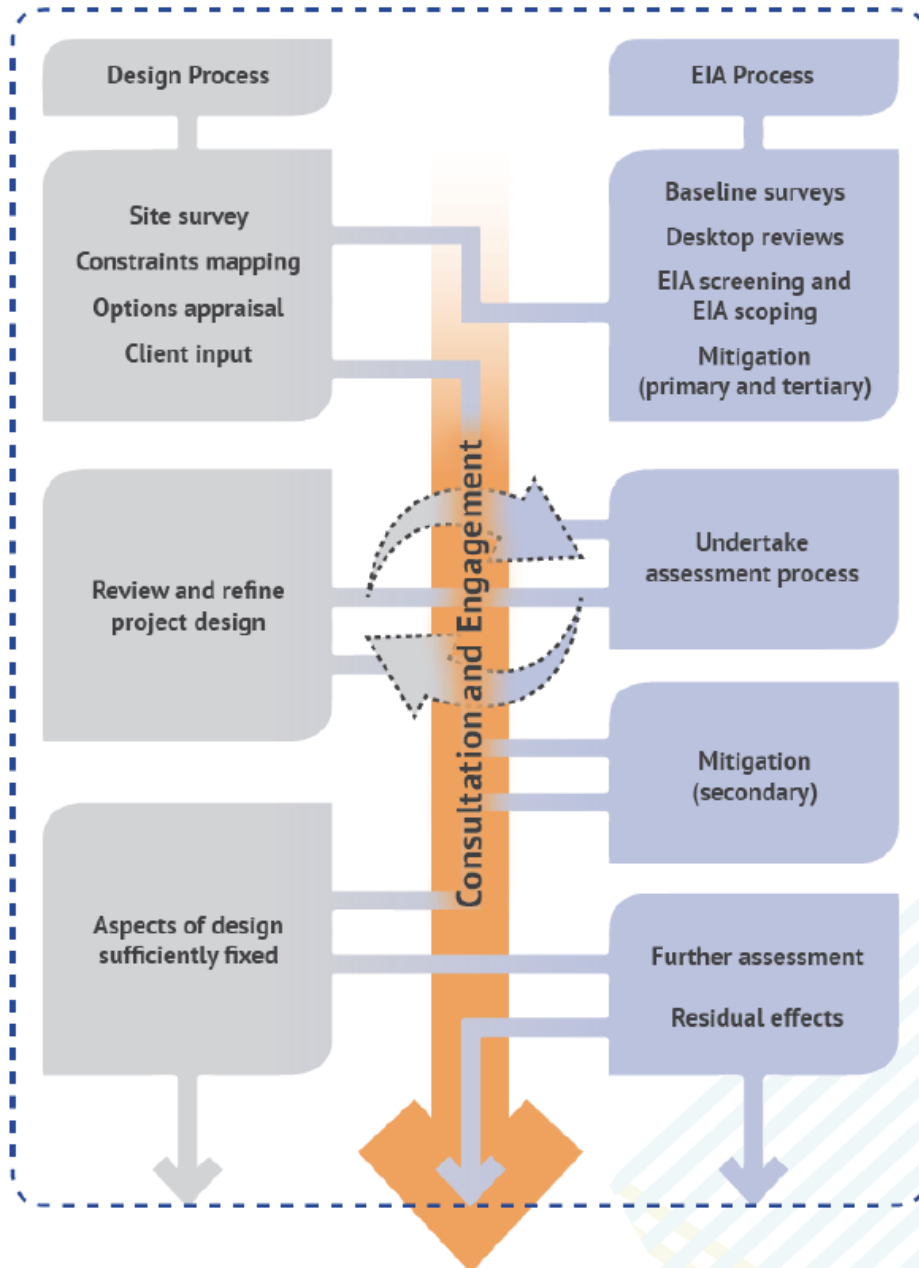 Design Process
EIA Process
Site survey
Constraints mapping
Options appraisal
Client input
Baseline surveys
Desktop reviews
EIA screening and
EIA scoping
Mitigation
(primary and tertiary)
Consultation and Engagement
Review and refine
project design
Undertake
assessment process
Mitigation
(secondary)
Aspects of design
sufficiently fixed
Further assessment
Residual effects